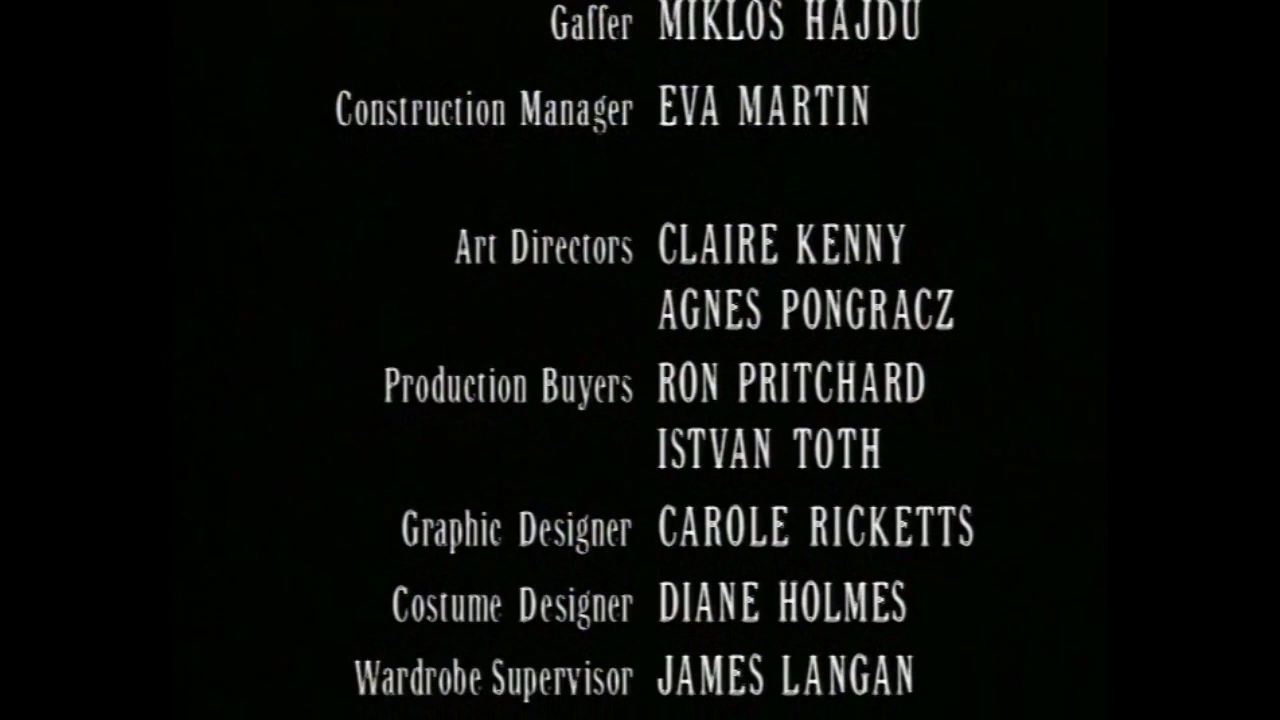 Gaffer MIKLOS HAJDU
Construction Manager EVA MARTIN
Art Directors CLAIRE KENNY
AGNES PONGRACZ
Production Buyers RON PRITCHARD
ISTVAN TOTH
Graphic Designer CAROLE RICKETTS
Costume Designer DIANE HOLMES
Wardrobe Supervisor JAMES LANGAN